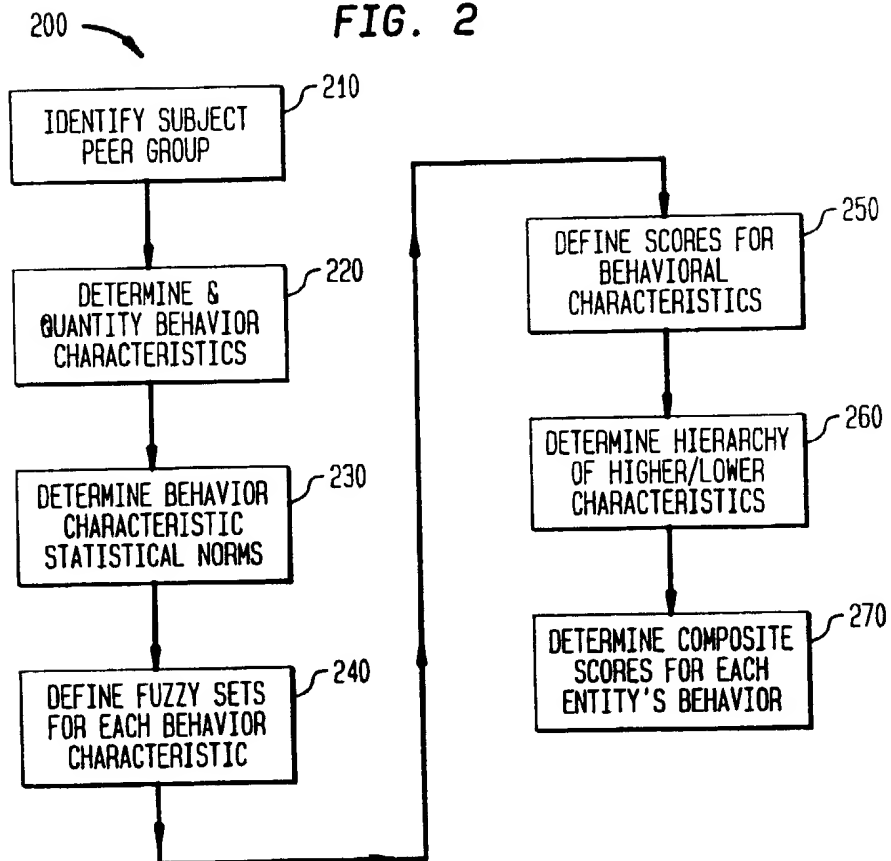 FIG. 2
200
210
IDENTIFY SUBJECT
PEER GROUP
220
DETERMINE &
QUANTITY BEHAVIOR
CHARACTERISTICS
230
DETERMINE BEHAVIOR
CHARACTERISTIC
STATISTICAL NORMS
240
DEFINE FUZZY SETS
FOR EACH BEHAVIOR
CHARACTERISTIC
250
DEFINE SCORES FOR
BEHAVIORAL
CHARACTERISTICS
260
DETERMINE HIERARCHY
OF HIGHER/LOWER
CHARACTERISTICS
270
DETERMINE COMPOSITE
SCORES FOR EACH
ENTITY'S BEHAVIOR